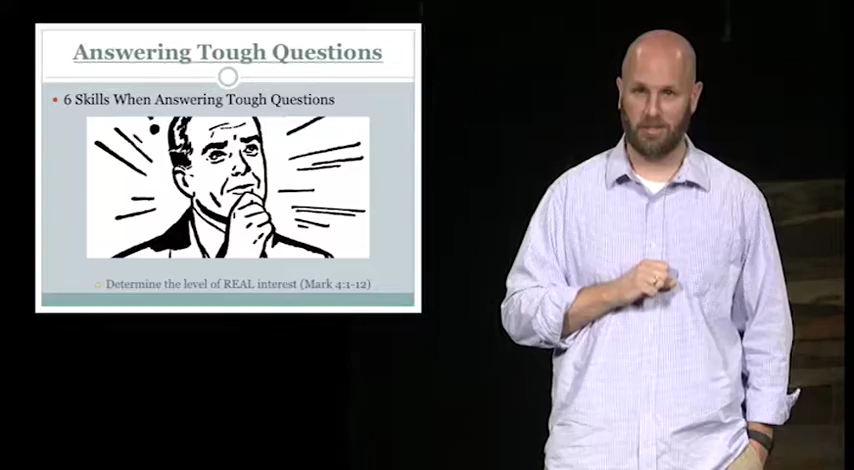 Answering Tough Questions
6 Skills When Answering Tough Questions
Determine the level of REAL interest (Mark 4:1-12)